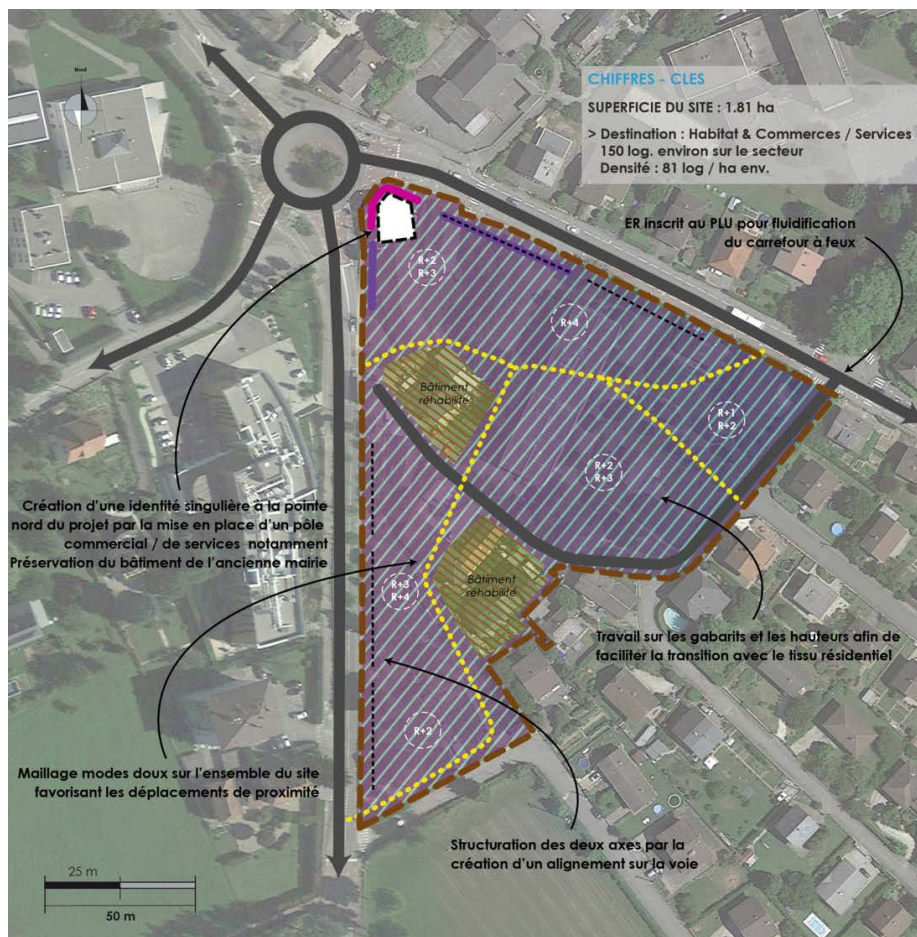 Nord
CHIFFRES - CLES
SUPERFICIE DU SITE : 1.81 ha
> Destination : Habitat & Commerces / Services
150 log. environ sur le secteur
Densité : 81 log / ha env.
ER inscrit au PLU pour fluidification
du carrefour à feux
R+2
R+3
R+4
Bâtiment
réhabilité
R+1
R+2
R+2
R+3
Création d'une identité singulière à la pointe
nord du projet par la mise en place d'un pôle
commercial / de services notamment
Préservation du bâtiment de l'ancienne mairie
Bâtiment
réhabilité
R+3
R+4
Travail sur les gabarits et les hauteurs afin de
faciliter la transition avec le tissu résidentiel
R+2
Maillage modes doux sur l'ensemble du site
favorisant les déplacements de proximité
Structuration des deux axes par la
création d'un alignement sur la voie
25 m
50 m